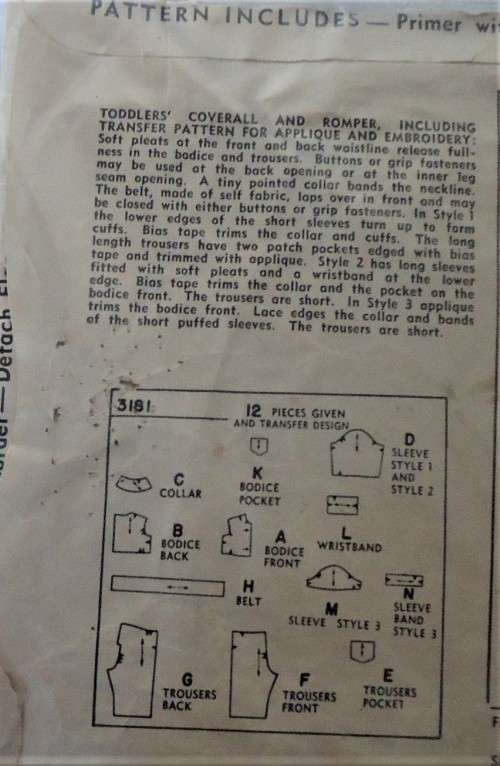 PATTERN INCLUDES — Primer
TODDLERS' COVERALL AND ROMPER, INCLUDING
TRANSFER PATTERN FOR APPLIQUE AND EMBROIDERY:
Soft pleats at the front and back waistline release full-
ness in the bodice and trousers. Buttons or grip fasteners
may be used at the back opening or at the inner leg
seam opening. A tiny pointed collar bands the neckline.
The belt, made of self fabric, laps over in front and may
be closed with either buttons or grip fasteners. In Style 1
the lower edges of the short sleeves turn up to form
cuffs. Bias tape trims the collar and cuffs. The long
length trousers have two patch pockets edged with bias
tape and trimmed with applique. Style 2 has long sleeves
fitted with soft pleats and a wristband at the lower
edge. Bias tape trims the collar and the pocket on the
bodice front. The trousers are short. In Style 3 applique
trims the bodice front. Lace edges the collar and bands
of the short puffed sleeves. The trousers are short.
Detach
3181
12 PIECES GIVEN
AND TRANSFER DESIGN
D
SLEEVE
STYLE 1
AND
STYLE 2
C
COLLAR
K
BODICE
POCKET
L
WRISTBAND
B
BODICE
BACK
A
BODICE
FRONT
H
BELT
M
SLEEVE STYLE 3
N
SLEEVE
BAND
STYLE 3
G
TROUSERS
BACK
F
TROUSERS
FRONT
E
TROUSERS
POCKET